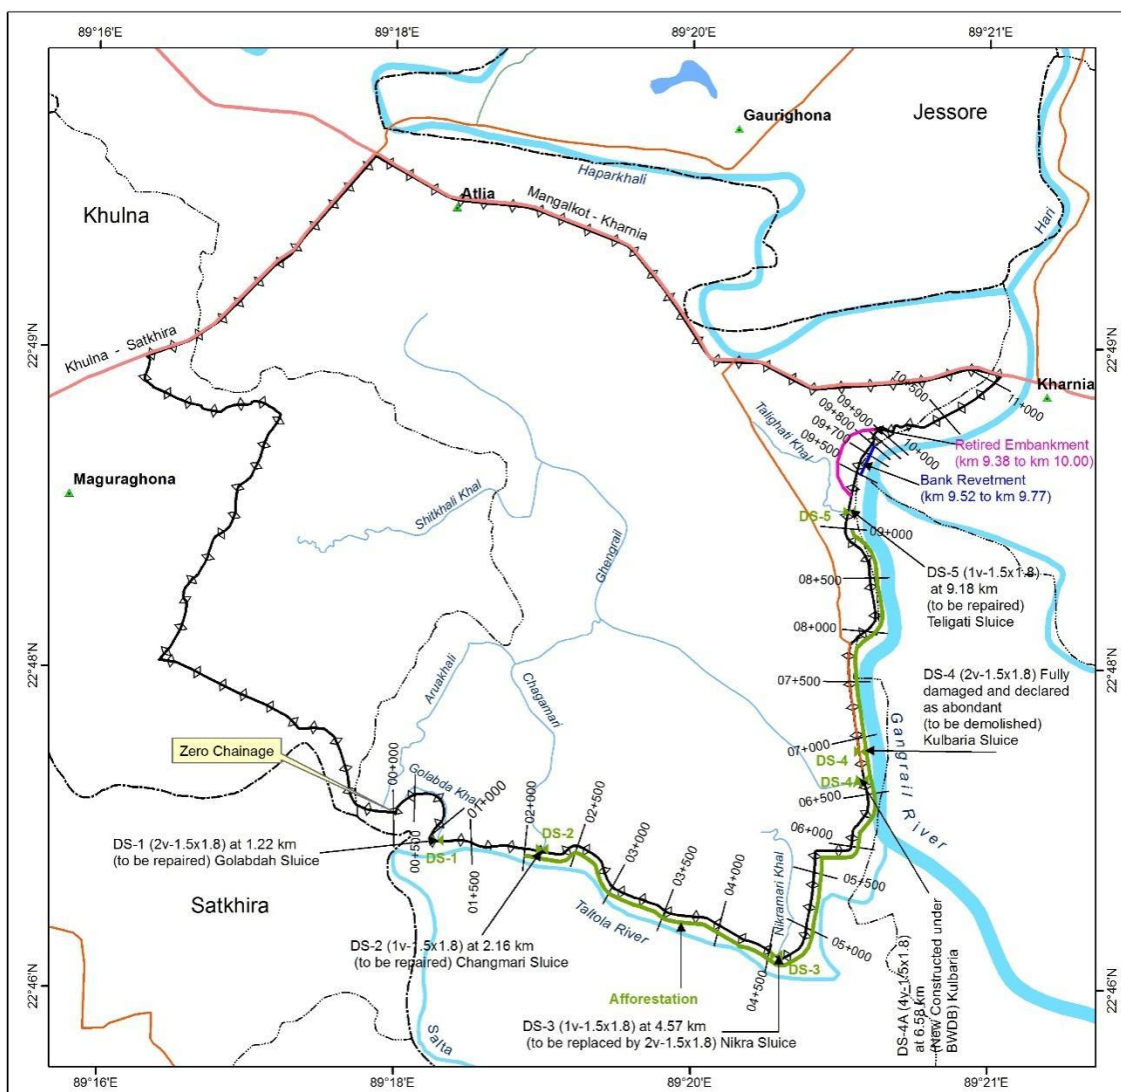 89°16'E
89°18'E
89°20'E
89°21'E
Jessore
Gaurighona
Haparkhali
Khulna
Atlia
Mangalkot - Kharnia
Hari
22°49'N
22°49'N
Khulna - Satkhira
Kharnia
10+500
11+000
09+900
09+800
09+700
09+500
10+000
Talighati Khal
Retired Embankment
(km 9.38 to km 10.00)
Bank Revetment
(km 9.52 to km 9.77)
Maguraghona
Shitkhali Khal
DS-5
09+000
Ghengrail
08+500
DS-5 (1v-1.5x1.8)
at 9.18 km
(to be repaired)
Teligati Sluice
08+000
22°48'N
22°48'N
07+500
DS-4 (2v-1.5x1.8) Fully
damaged and declared
as abondant
(to be demolished)
Kulbaria Sluice
Aruakhali
Chagamari
Gangrail River
Zero Chainage
07+000
DS-4
DS-4A
00+000
Golabda Khal
01+000
02+000
02+500
06+500
06+000
DS-1 (2v-1.5x1.8) at 1.22 km
(to be repaired) Golabdah Sluice
00+500
DS-1
DS-2
01+500
03+000
03+500
04+000
Nikramari Khal
05+500
Satkhira
Taltola River
05+000
DS-2 (1v-1.5x1.8) at 2.16 km
(to be repaired) Changmari Sluice
DS-3
04+500
Afforestation
DS-4A (4v-1.5x1.8)
at 6.58 km
(New Constructed under
BWDB) Kulbaria
22°46'N
22°46'N
DS-3 (1v-1.5x1.8) at 4.57 km
(to be replaced by 2v-1.5x1.8) Nikra Sluice
Salta
89°16'E
89°18'E
89°20'E
89°21'E